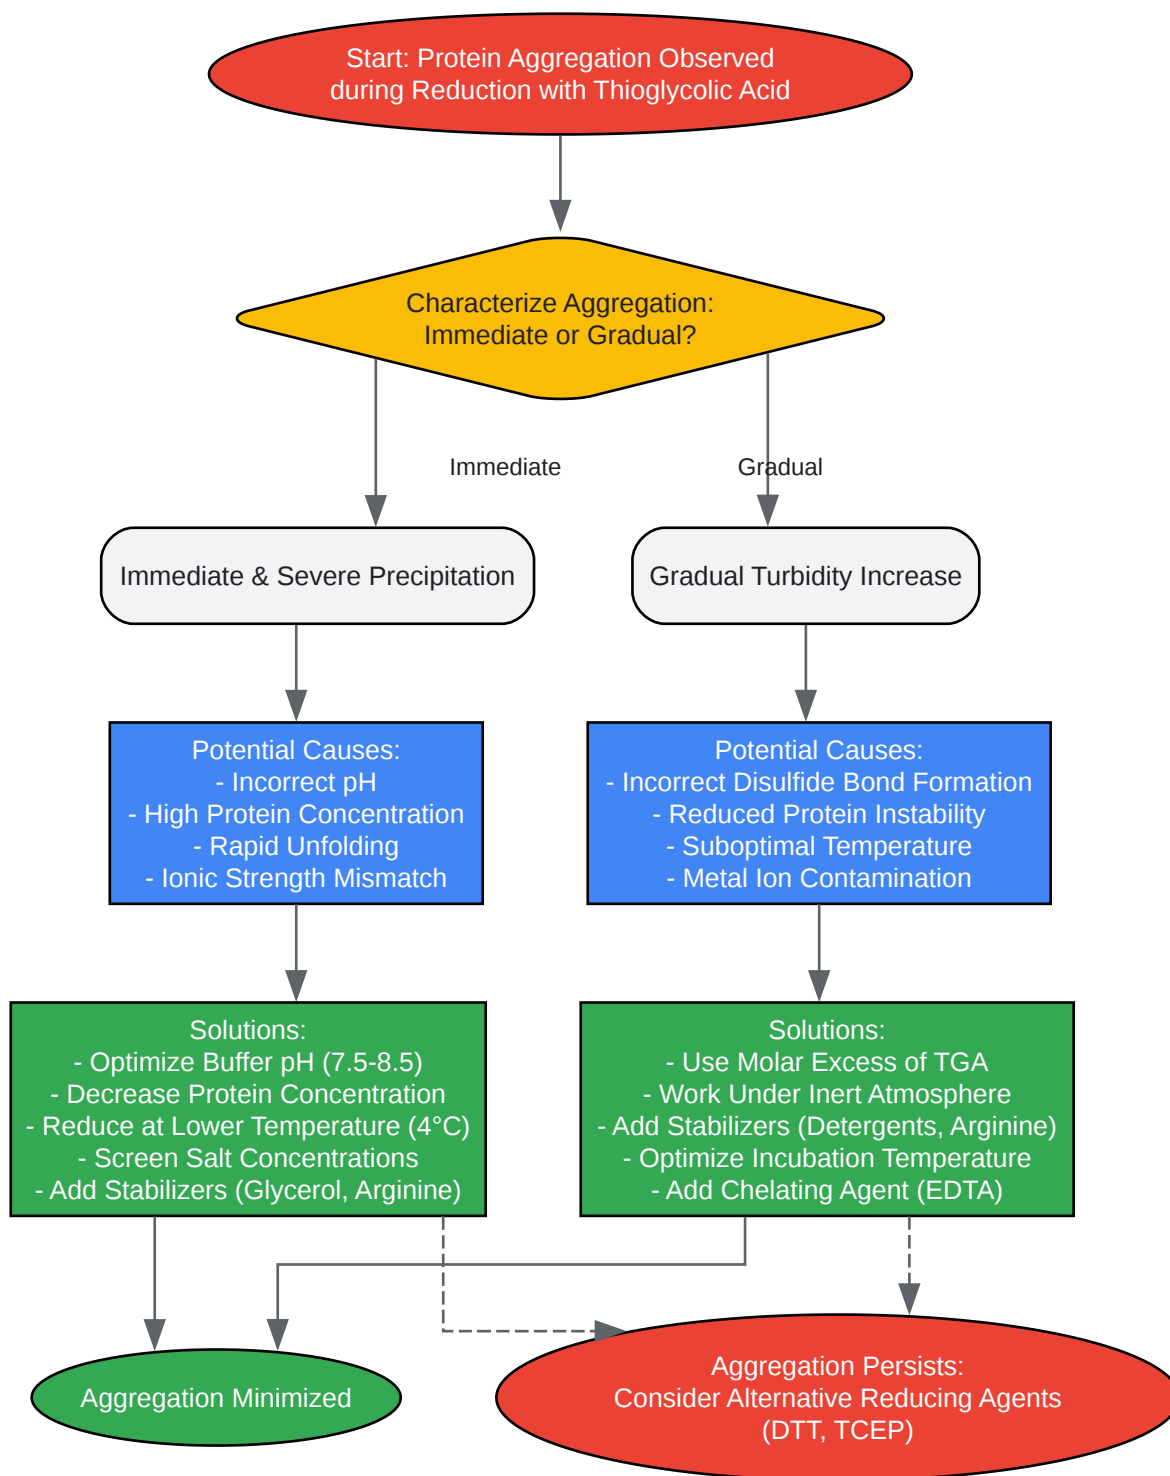 Start: Protein Aggregation Observed
during Reduction with Thioglycolic Acid
Characterize Aggregation:
Immediate or Gradual?
Immediate
Gradual
Immediate & Severe Precipitation
Gradual Turbidity Increase
Potential Causes:
- Incorrect pH
- High Protein Concentration
- Rapid Unfolding
- Ionic Strength Mismatch
Potential Causes:
- Incorrect Disulfide Bond Formation
- Reduced Protein Instability
- Suboptimal Temperature
- Metal Ion Contamination
Solutions:
- Optimize Buffer pH (7.5-8.5)
- Decrease Protein Concentration
- Reduce at Lower Temperature (4°C)
- Screen Salt Concentrations
- Add Stabilizers (Glycerol, Arginine)
Solutions:
- Use Molar Excess of TGA
- Work Under Inert Atmosphere
- Add Stabilizers (Detergents, Arginine)
- Optimize Incubation Temperature
- Add Chelating Agent (EDTA)
Aggregation Minimized
Aggregation Persists:
Consider Alternative Reducing Agents
(DTT, TCEP)